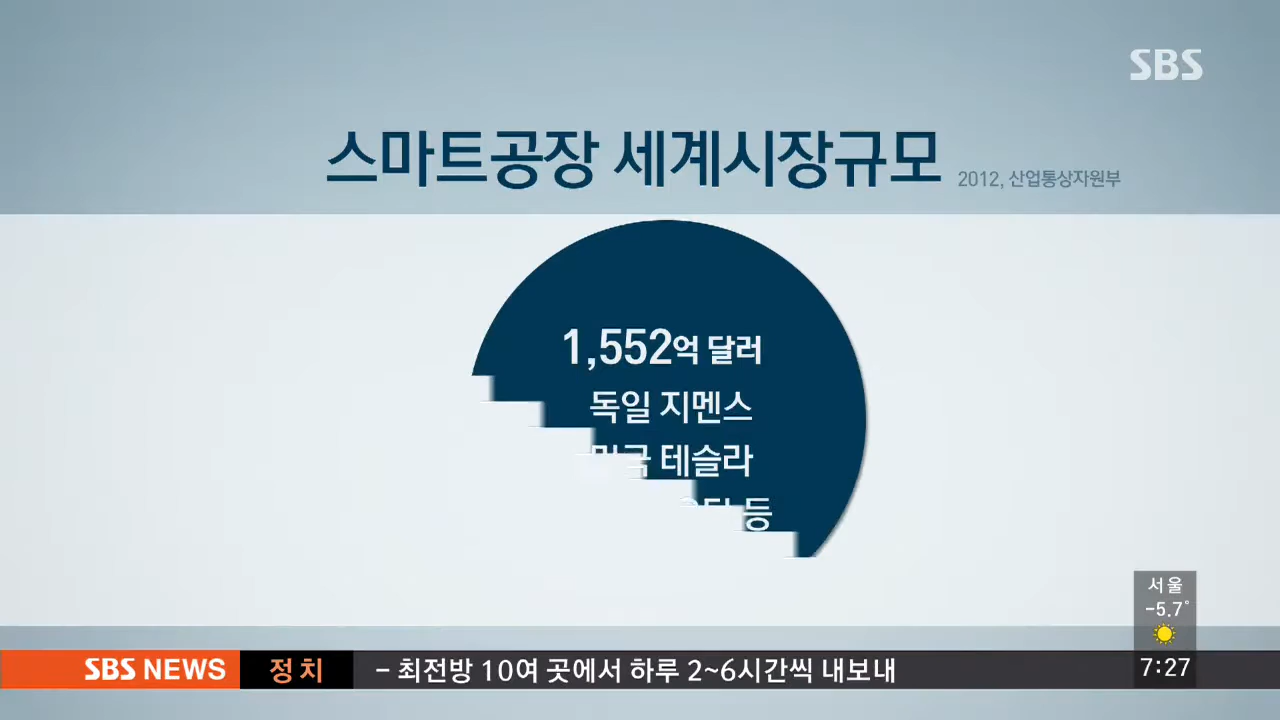 SBS
스마트공장 세계시장규모 2012, 산업통상자원부
1,552억 달러
독일 지멘스
테슬라
등
서울
-5.7°
SBS NEWS 정치 - 최전방 10여 곳에서 하루 2~6시간씩 내보내 7:27